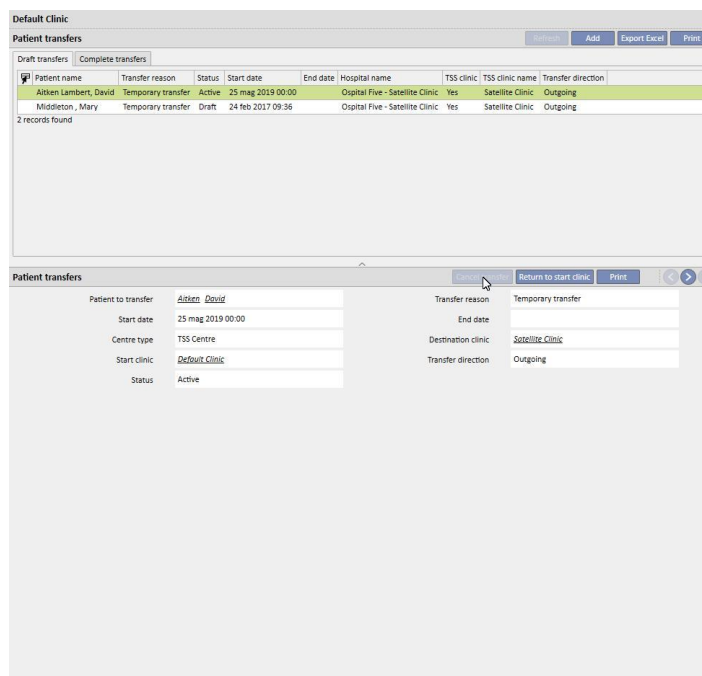 Default Clinic
Patient transfers Refresh Add Export Excel Print
Draft transfers Complete transfers
Patient name Transfer reason Status Start date End date Hospital name TSS clinic TSS clinic name Transfer direction
Aitken Lambert, David Temporary transfer Active 25 mag 2019 00:00 Ospital Five - Satellite Clinic Yes Satellite Clinic Outgoing
Middleton , Mary Temporary transfer Draft 24 feb 2017 09:36 Ospital Five - Satellite Clinic Yes Satellite Clinic Outgoing
2 records found
Patient transfers Cancel transfer Return to start clinic Print
Patient to transfer Aitken David Transfer reason Temporary transfer
Start date 25 mag 2019 00:00 End date
Centre type TSS Centre Destination clinic Satellite Clinic
Start clinic Default Clinic Transfer direction Outgoing
Status Active